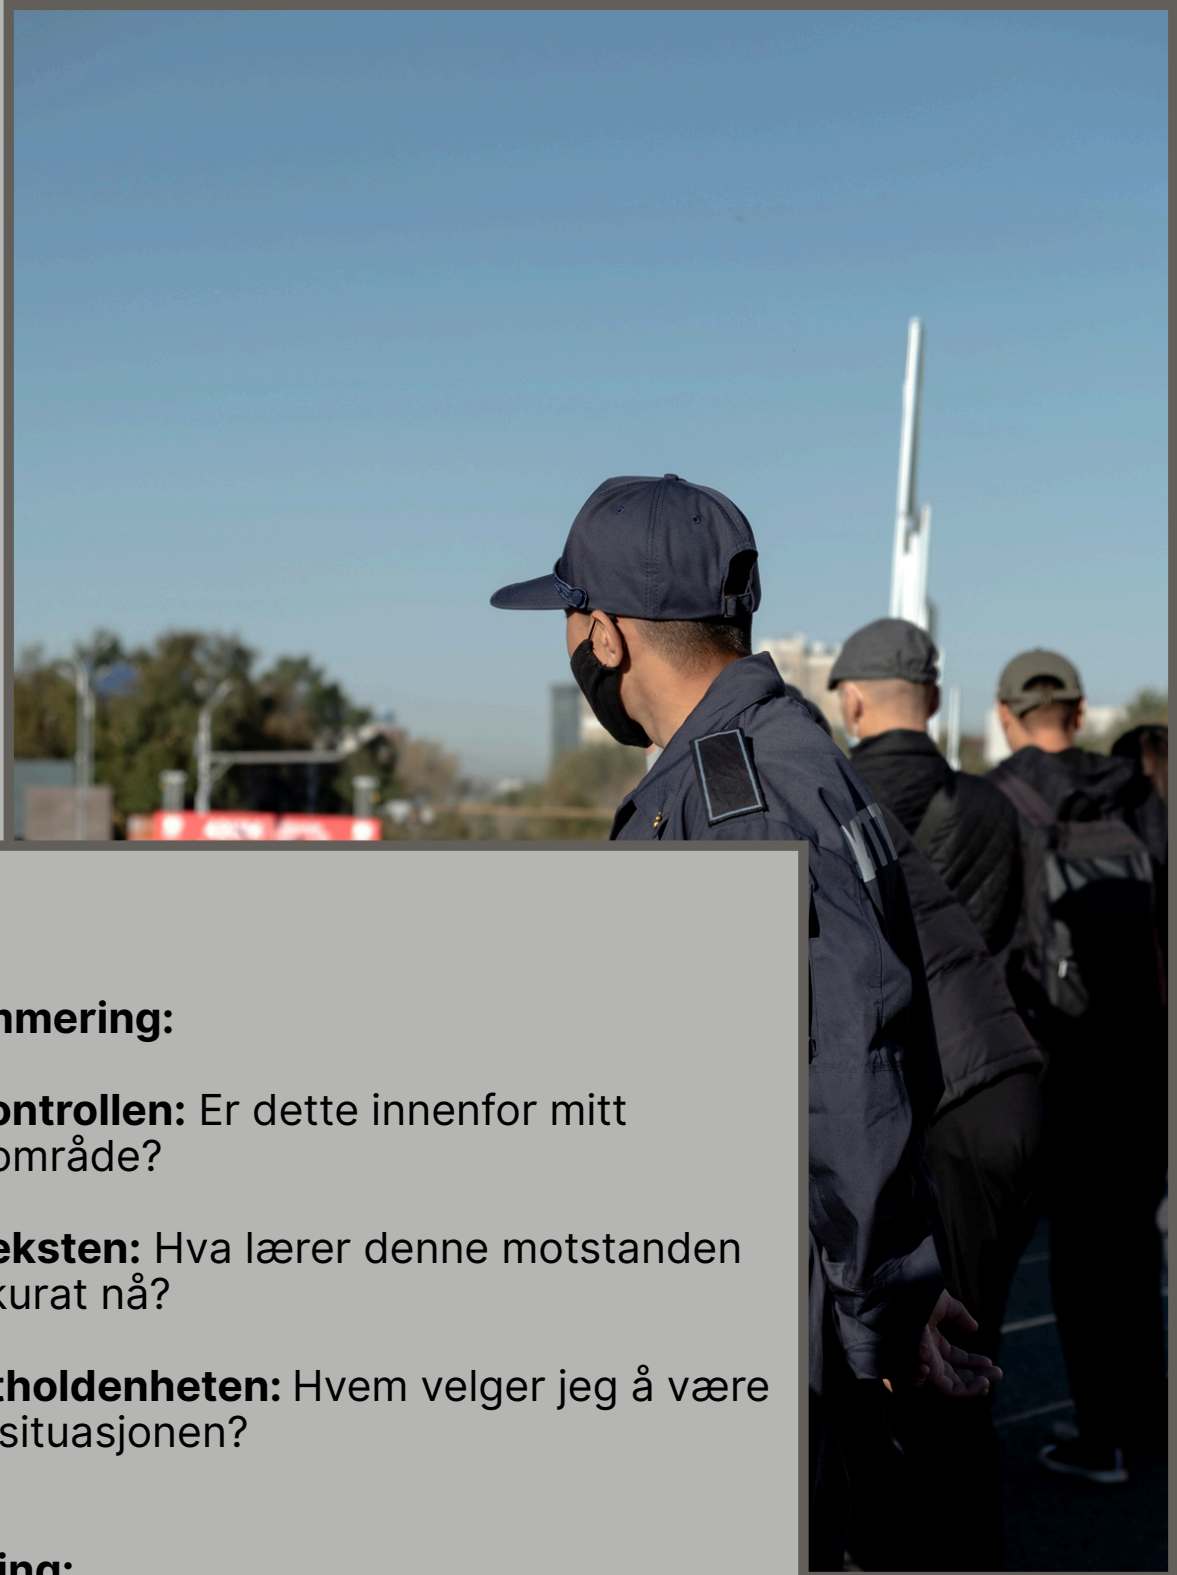 mmering:
ontrollen: Er dette innenfor mitt
område?
eksten: Hva lærer denne motstanden
kurat nå?
tholdenheten: Hvem velger jeg å være
situasjonen?
ing: